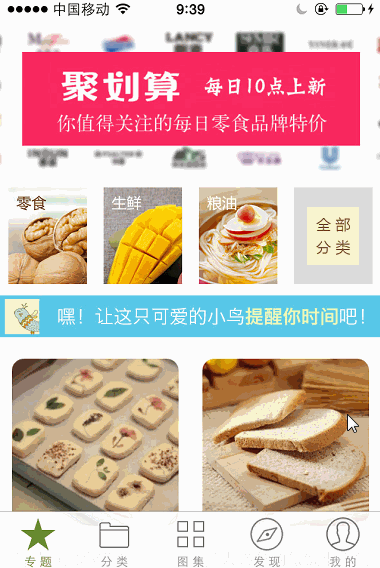 中国移动
9:39
LANCY
聚划算 每日10点上新
你值得关注的每日零食品牌特价
零食
生鲜
粮油
全部
分类
嘿！让这只可爱的小鸟提醒你时间吧！
专题
分类
图集
发现
我的